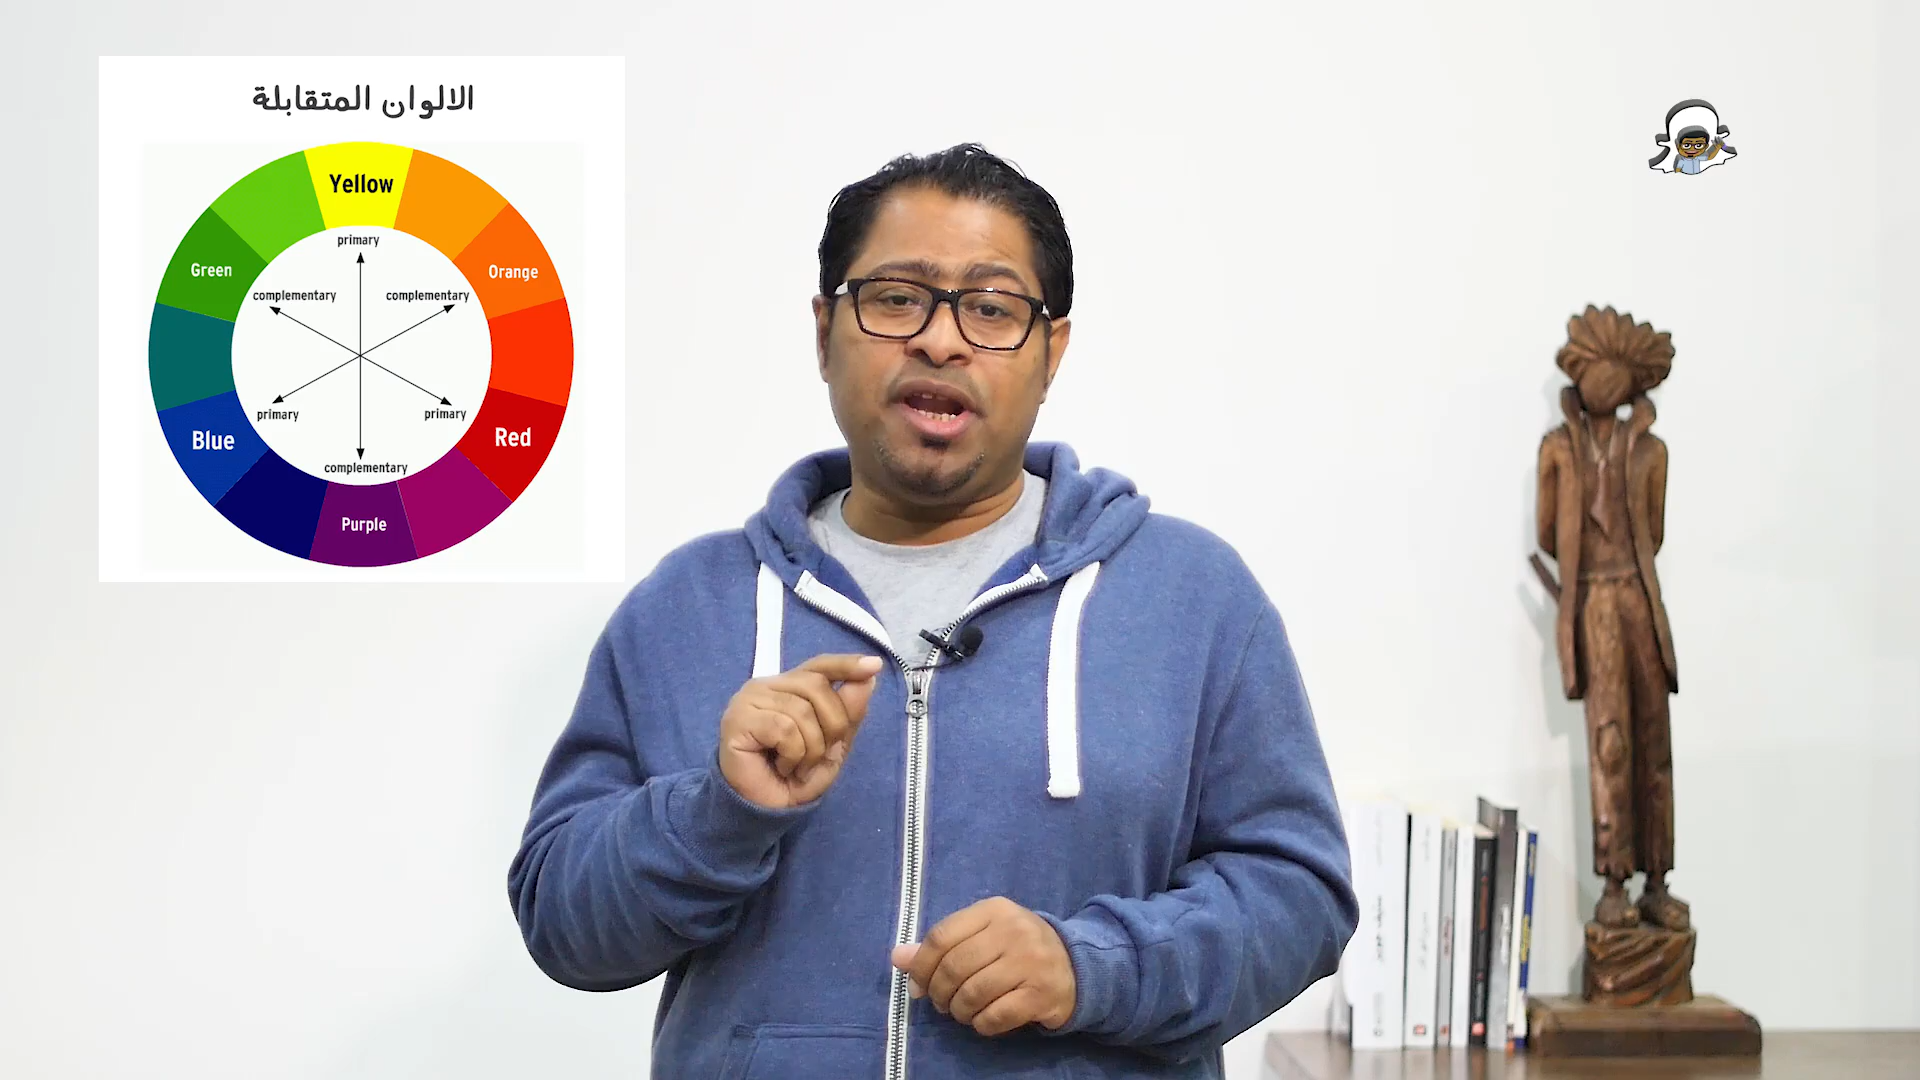 الالوان المتقابلة
Yellow
primary
Green
Orange
complementary
complementary
primary
primary
Blue
Red
complementary
Purple